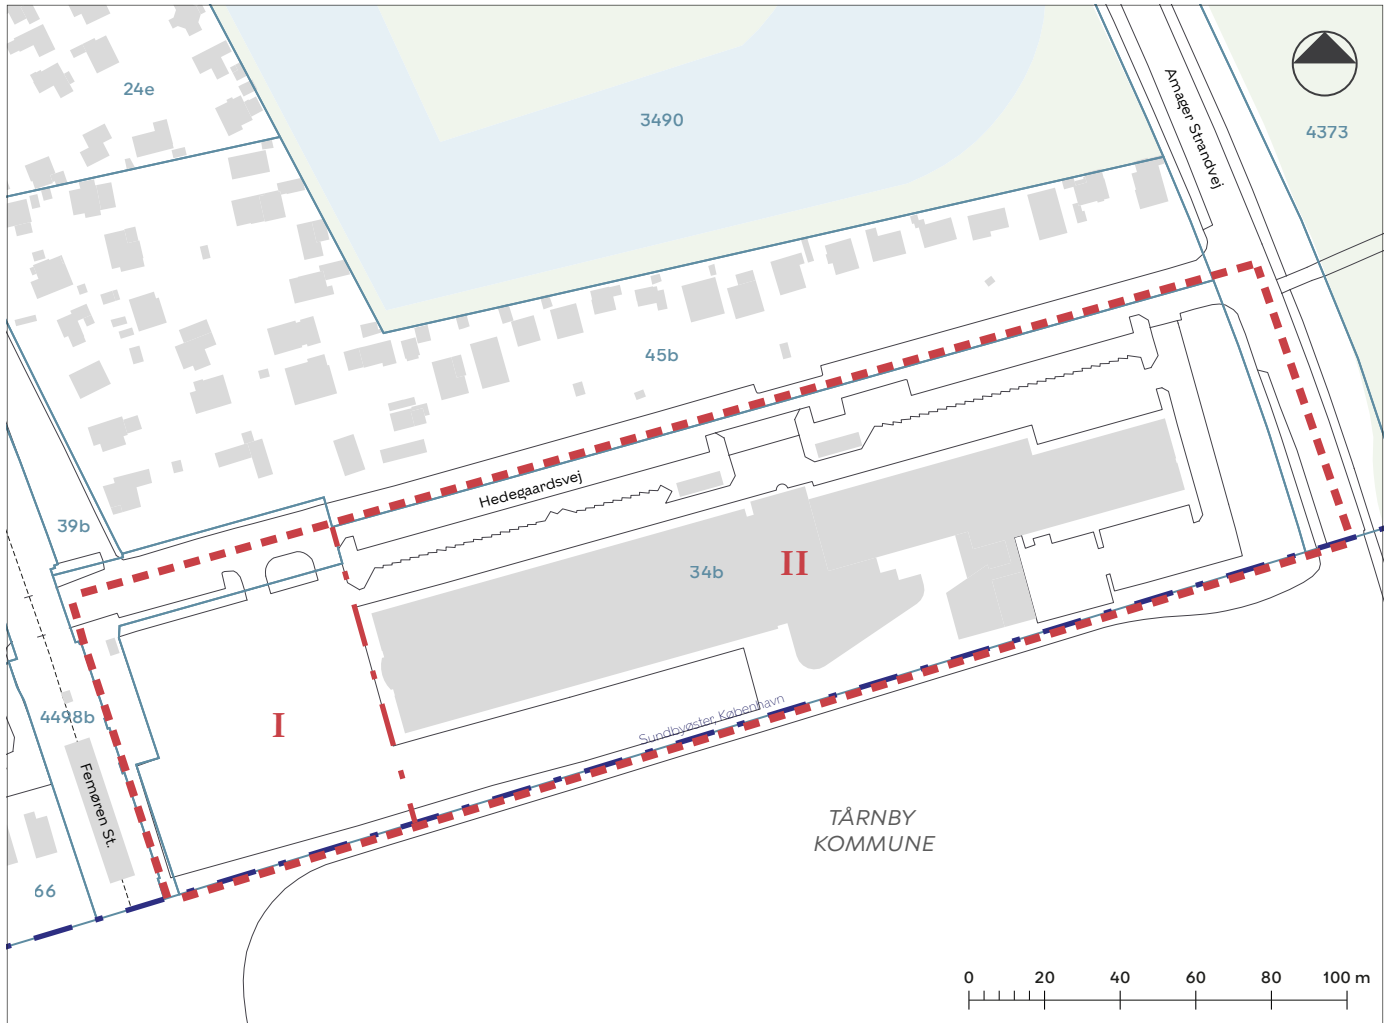 24e
3490
4373
Amager Strandvej
45b
Hedegaardsvej
39b
34b
II
4498b
I
Sundbyøster, København
Femøren St.
TÅRNBY
KOMMUNE
66
0 20 40 60 80 100 m